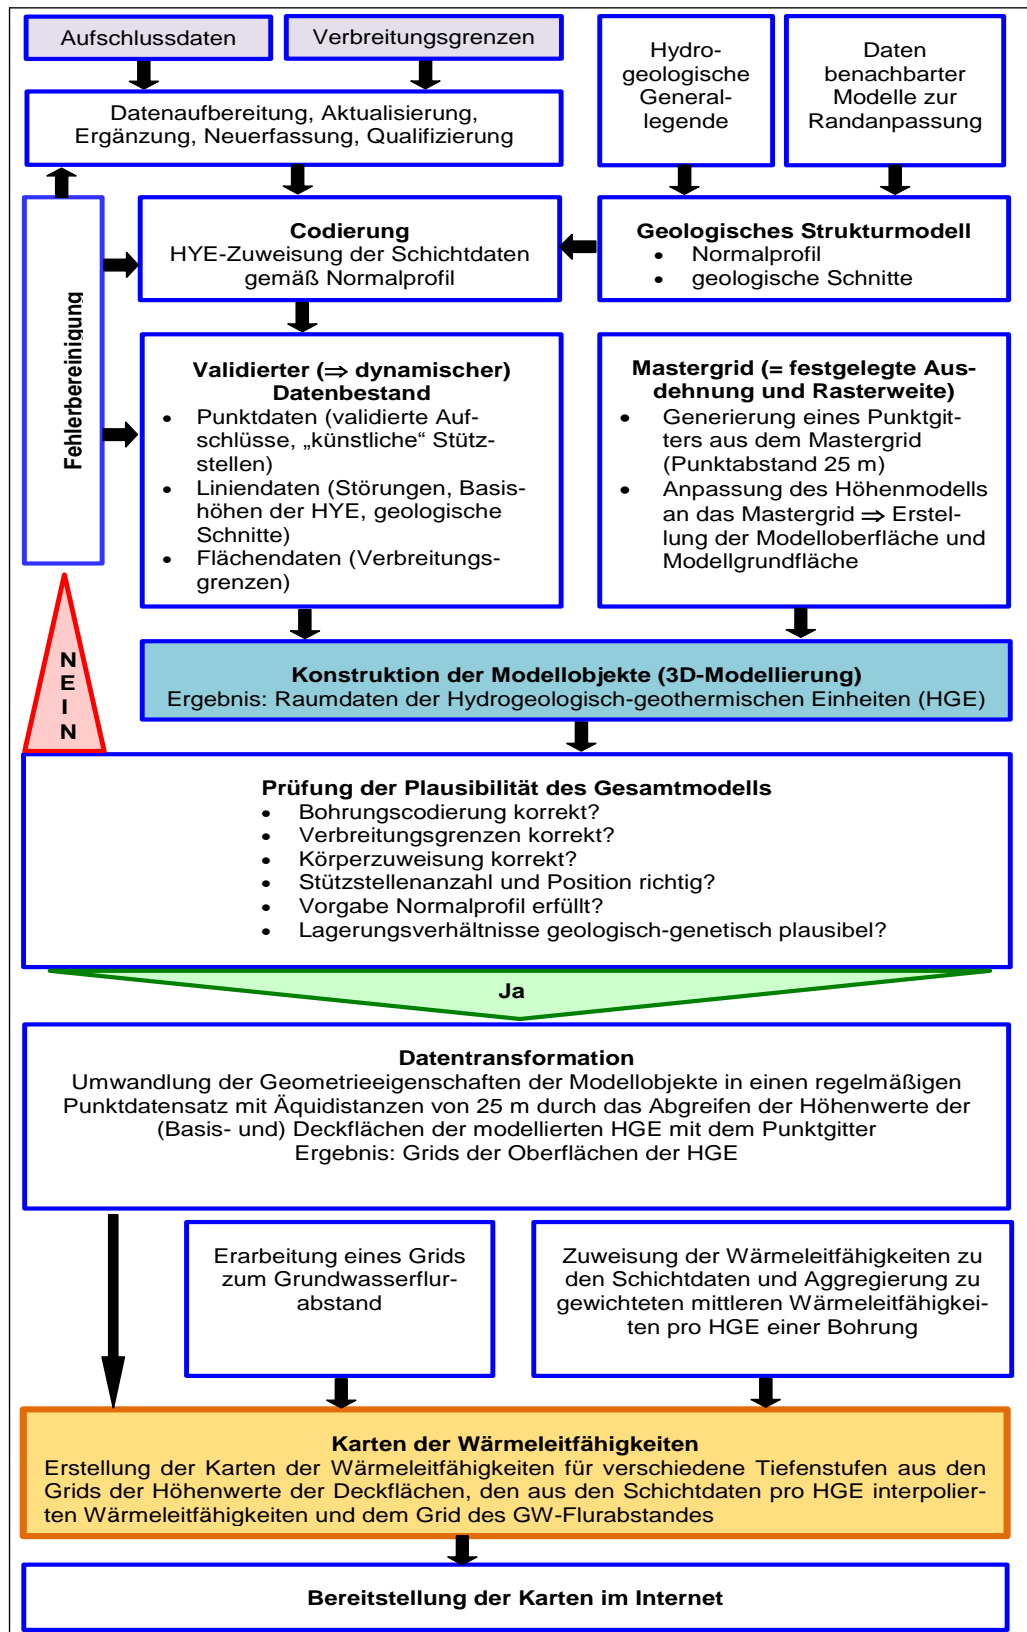 Aufschlussdaten
Verbreitungsgrenzen
Hydro-
geologische
General-
legende
Daten
benachbarter
Modelle zur
Randanpassung
Datenaufbereitung, Aktualisierung,
Ergänzung, Neuerfassung, Qualifizierung
Fehlerbereinigung
Codierung
HYE-Zuweisung der Schichtdaten
gemäß Normalprofil
Geologisches Strukturmodell
• Normalprofil
• geologische Schnitte
Validierter (⇒ dynamischer)
Datenbestand
• Punktdaten (validierte Auf-
schlüsse, „künstliche“ Stütz-
stellen)
• Liniendaten (Störungen, Basis-
höhen der HYE, geologische
Schnitte)
• Flächendaten (Verbreitungs-
grenzen)
Mastergrid (= festgelegte Aus-
dehnung und Rasterweite)
• Generierung eines Punktgit-
ters aus dem Mastergrid
(Punktabstand 25 m)
• Anpassung des Höhenmodells
an das Mastergrid ⇒ Erstel-
lung der Modelloberfläche und
Modellgrundfläche
NEIN
Konstruktion der Modellobjekte (3D-Modellierung)
Ergebnis: Raumdaten der Hydrogeologisch-geothermischen Einheiten (HGE)
Prüfung der Plausibilität des Gesamtmodells
• Bohrungscodierung korrekt?
• Verbreitungsgrenzen korrekt?
• Körperzuweisung korrekt?
• Stützstellenanzahl und Position richtig?
• Vorgabe Normalprofil erfüllt?
• Lagerungsverhältnisse geologisch-genetisch plausibel?
Ja
Datentransformation
Umwandlung der Geometrieeigenschaften der Modellobjekte in einen regelmäßigen
Punktdatensatz mit Äquidistanzen von 25 m durch das Abgreifen der Höhenwerte der
(Basis- und) Deckflächen der modellierten HGE mit dem Punktgitter
Ergebnis: Grids der Oberflächen der HGE
Erarbeitung eines Grids
zum Grundwasserflur-
abstand
Zuweisung der Wärmeleitfähigkeiten zu
den Schichtdaten und Aggregierung zu
gewichteten mittleren Wärmeleitfähigkei-
ten pro HGE einer Bohrung
Karten der Wärmeleitfähigkeiten
Erstellung der Karten der Wärmeleitfähigkeiten für verschiedene Tiefenstufen aus den
Grids der Höhenwerte der Deckflächen, den aus den Schichtdaten pro HGE interpolier-
ten Wärmeleitfähigkeiten und dem Grid des GW-Flurabstandes
Bereitstellung der Karten im Internet